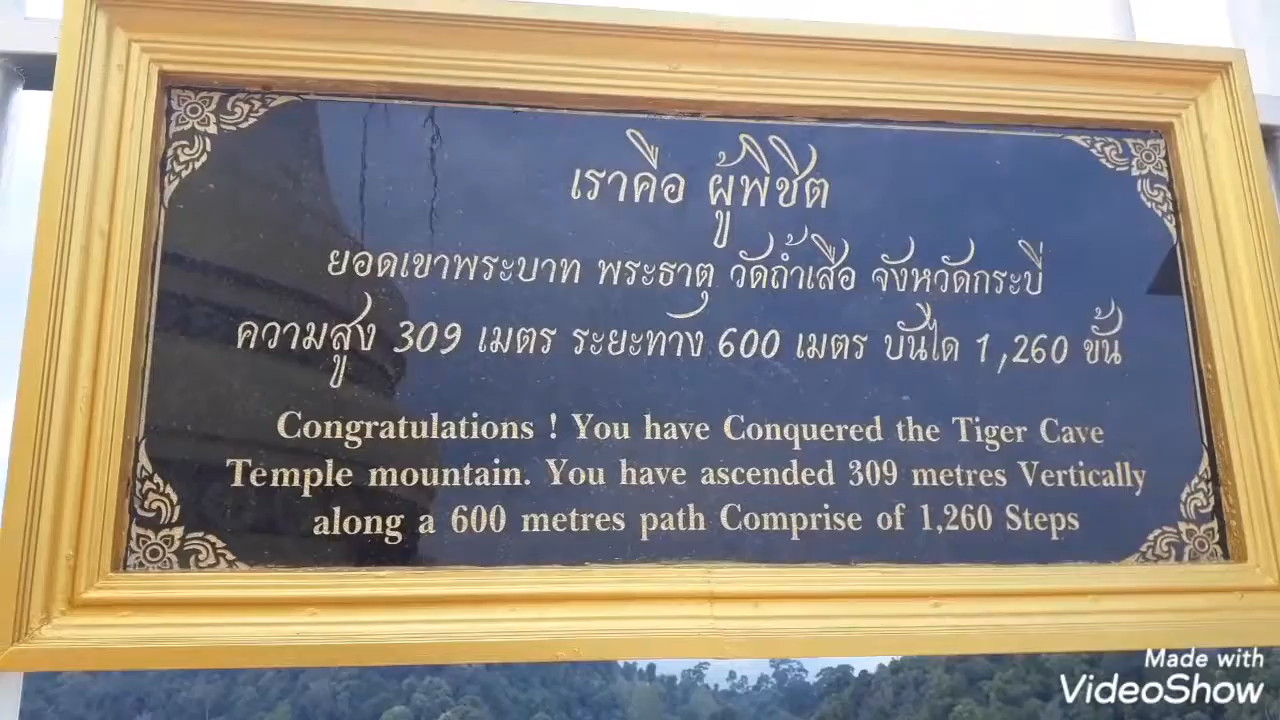 เราคือ ผู้พิชิต
ยอดเขาพระบาท พระธาตุ วัดถ้ำเสือ จังหวัดกระบี่
ความสูง 309 เมตร ระยะทาง 600 เมตร บันได 1,260 ขั้น
Congratulations ! You have Conquered the Tiger Cave
Temple mountain. You have ascended 309 metres Vertically
along a 600 metres path Comprise of 1,260 Steps
Made with
VideoShow